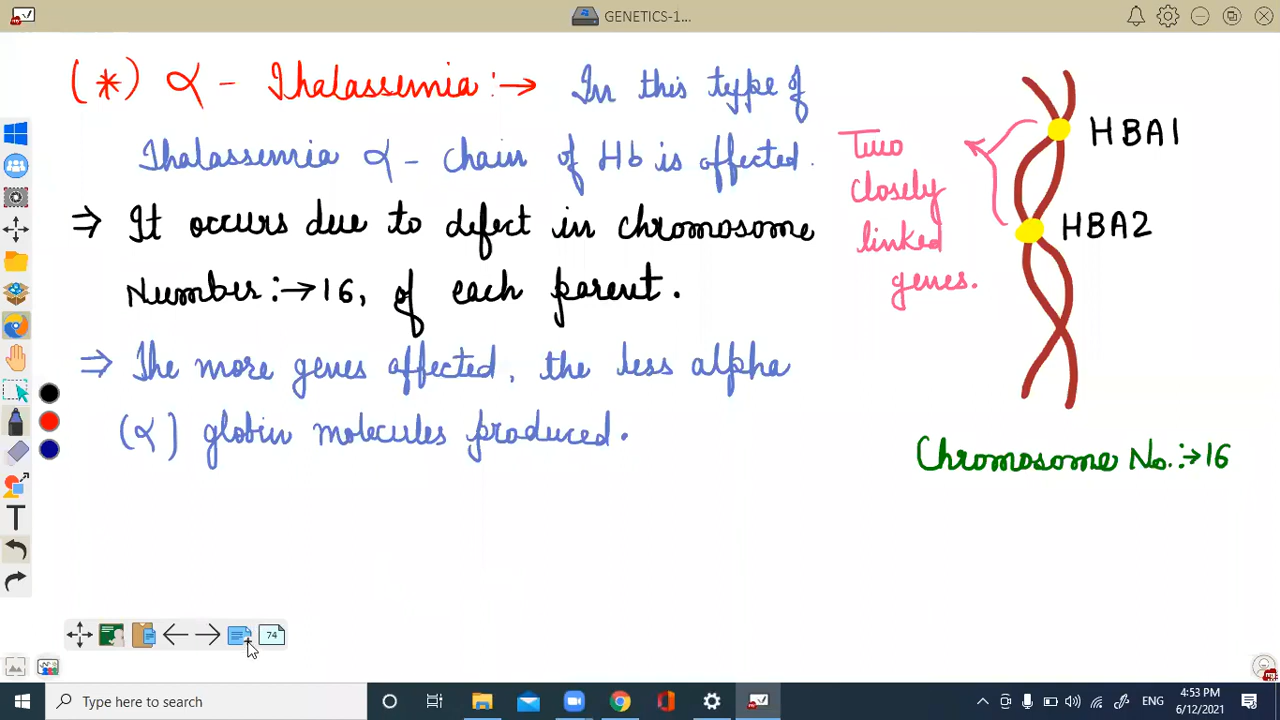 GENETICS-1...
(*) α - Thalassemia :→ In this type of
Thalassemia α - chain of Hb is affected.
⇒ It occurs due to defect in chromosome
Number :→ 16, of each parent.
⇒ The more genes affected, the less alpha
(α) globin molecules produced.
HBA1
Two
closely
linked
genes.
HBA2
Chromosome No. :→ 16
T
74
Type here to search
ENG
4:53 PM
6/12/2021